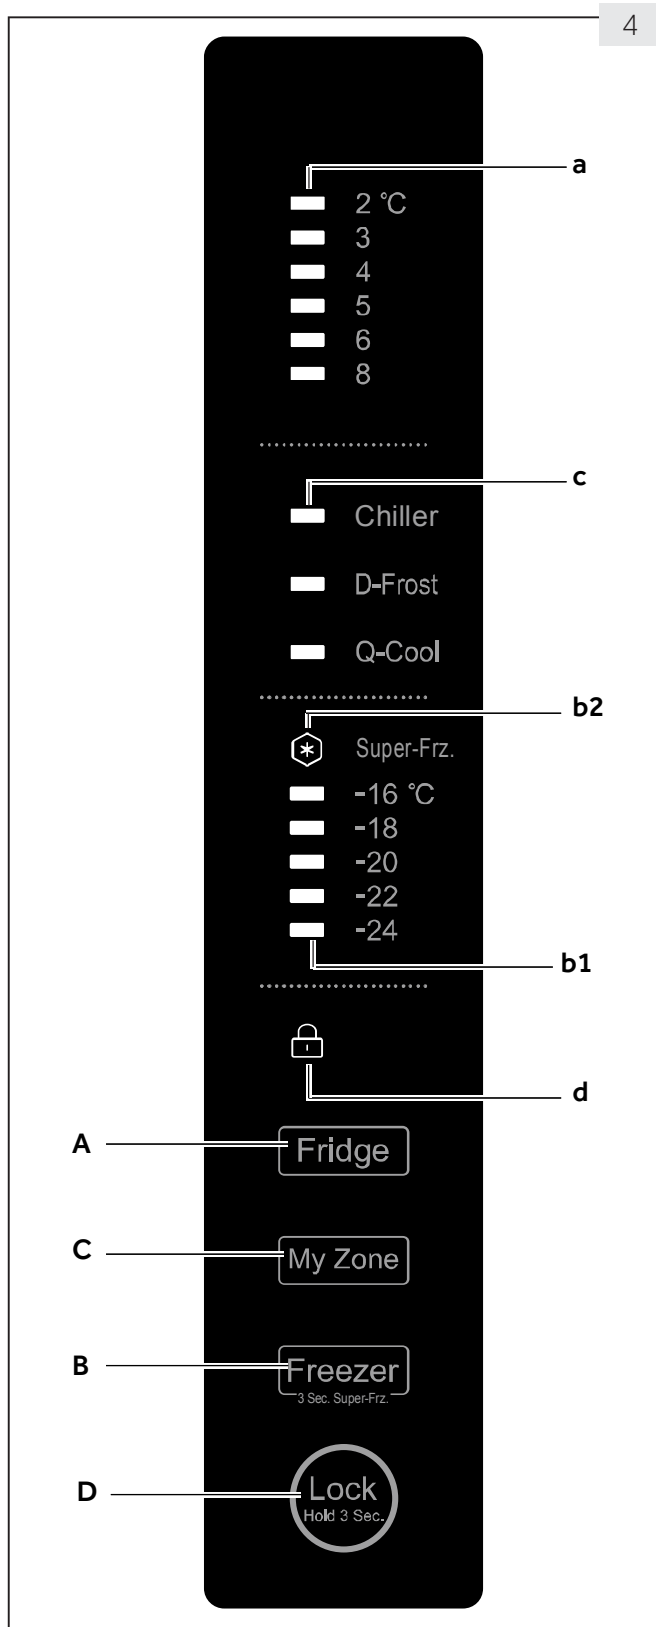 4
a
2 °C
3
4
5
6
8
c
Chiller
D-Frost
Q-Cool
b2
Super-Frz.
-16 °C
-18
-20
-22
-24
b1
d
A
Fridge
C
My Zone
B
Freezer
3 Sec. Super-Frz.
D
Lock
Hold 3 Sec.